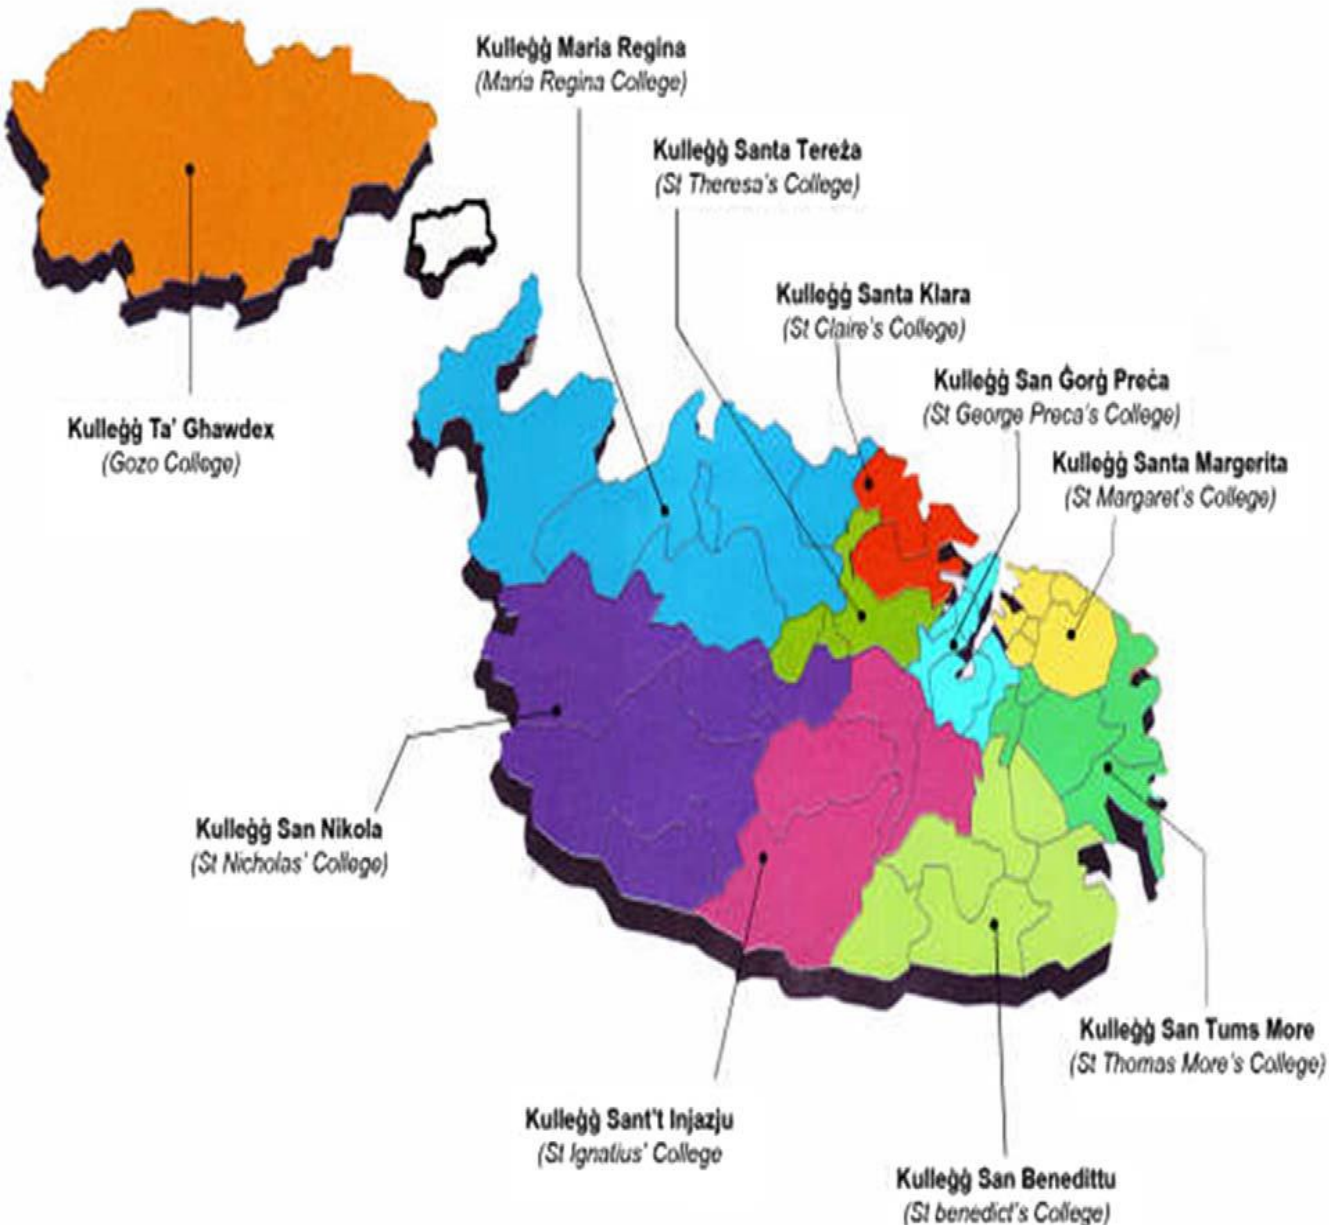 Kulleġġ Maria Regina
(Maria Regina College)
Kulleġġ Santa Tereża
(St Theresa's College)
Kulleġġ Santa Klara
(St Claire's College)
Kulleġġ San Ġorġ Preċa
(St George Preca's College)
Kulleġġ Santa Margerita
(St Margaret's College)
Kulleġġ Ta' Ghawdex
(Gozo College)
Kulleġġ San Nikola
(St Nicholas' College)
Kulleġġ San Tums More
(St Thomas More's College)
Kulleġġ Sant't Injazju
(St Ignatius' College
Kulleġġ San Benedittu
(St benedict's College)